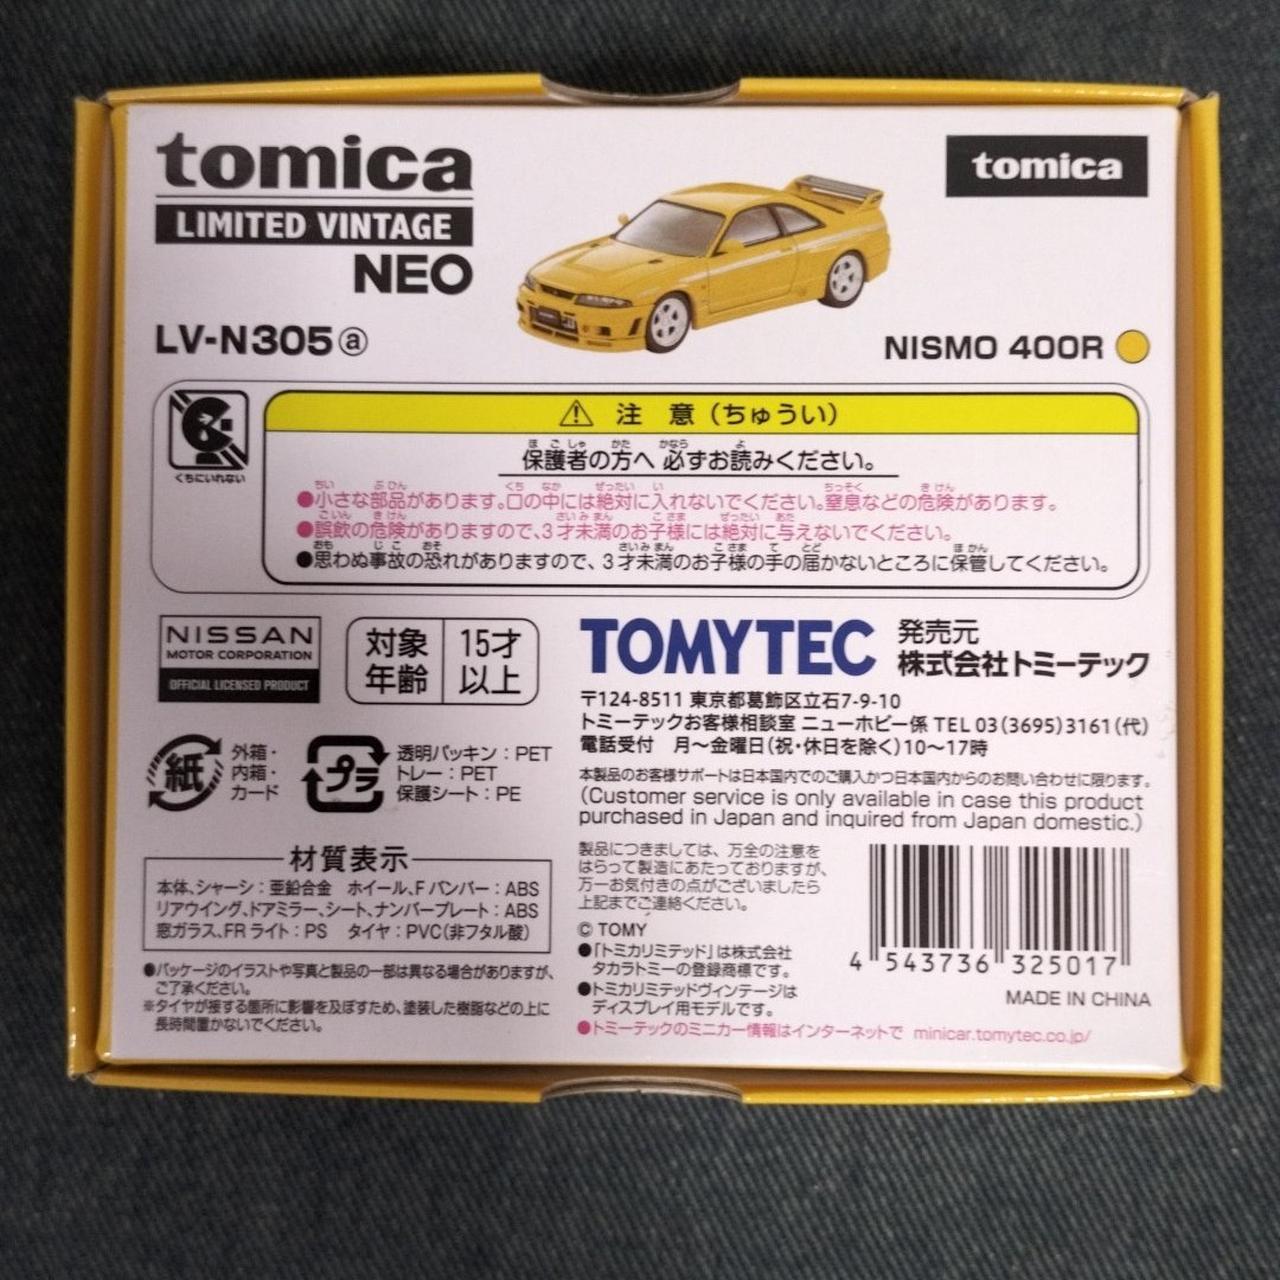 tomica
LIMITED VINTAGE
NEO
tomica
LV-N305ⓐ
NISMO 400R
くちにいれない
⚠ 注 意（ちゅうい）
保護者の方へ 必ずお読みください。
●小さな部品があります。口の中には絶対に入れないでください。窒息などの危険があります。
●誤飲の危険がありますので、3才未満のお子様には絶対に与えないでください。
●思わぬ事故の恐れがありますので、3才未満のお子様の手の届かないところに保管してください。
NISSAN
MOTOR CORPORATION
OFFICIAL LICENSED PRODUCT
対象年齢
15才以上
TOMYTEC
発売元
株式会社トミーテック
〒124-8511 東京都葛飾区立石7-9-10
トミーテックお客様相談室 ニューホビー係 TEL 03(3695)3161(代)
電話受付　月～金曜日(祝・休日を除く)10～17時
紙
外箱・
内箱・
カード
プラ
透明パッキン：PET
トレー：PET
保護シート：PE
本製品のお客様サポートは日本国内でのご購入かつ日本国内からのお問い合わせに限ります。
(Customer service is only available in case this product
purchased in Japan and inquired from Japan domestic.)
材質表示
本体、シャーシ：亜鉛合金　ホイール、Fバンパー：ABS
リアウイング、ドアミラー、シート、ナンバープレート：ABS
窓ガラス、FRライト：PS　タイヤ：PVC(非フタル酸)
●パッケージのイラストや写真と製品の一部は異なる場合がありますが、
ご了承ください。
※タイヤが接する箇所に影響を及ぼすため、塗装した樹脂などの上に
長時間置かないでください。
製品につきましては、万全の注意を
はらって製造にあたっておりますが、
万一お気付きの点がございましたら
上記までご連絡ください。
© TOMY
●「トミカリミテッド」は株式会社
タカラトミーの登録商標です。
●トミカリミテッドヴィンテージは
ディスプレイ用モデルです。
●トミーテックのミニカー情報はインターネットで minicar.tomytec.co.jp/
4 543736 325017
MADE IN CHINA